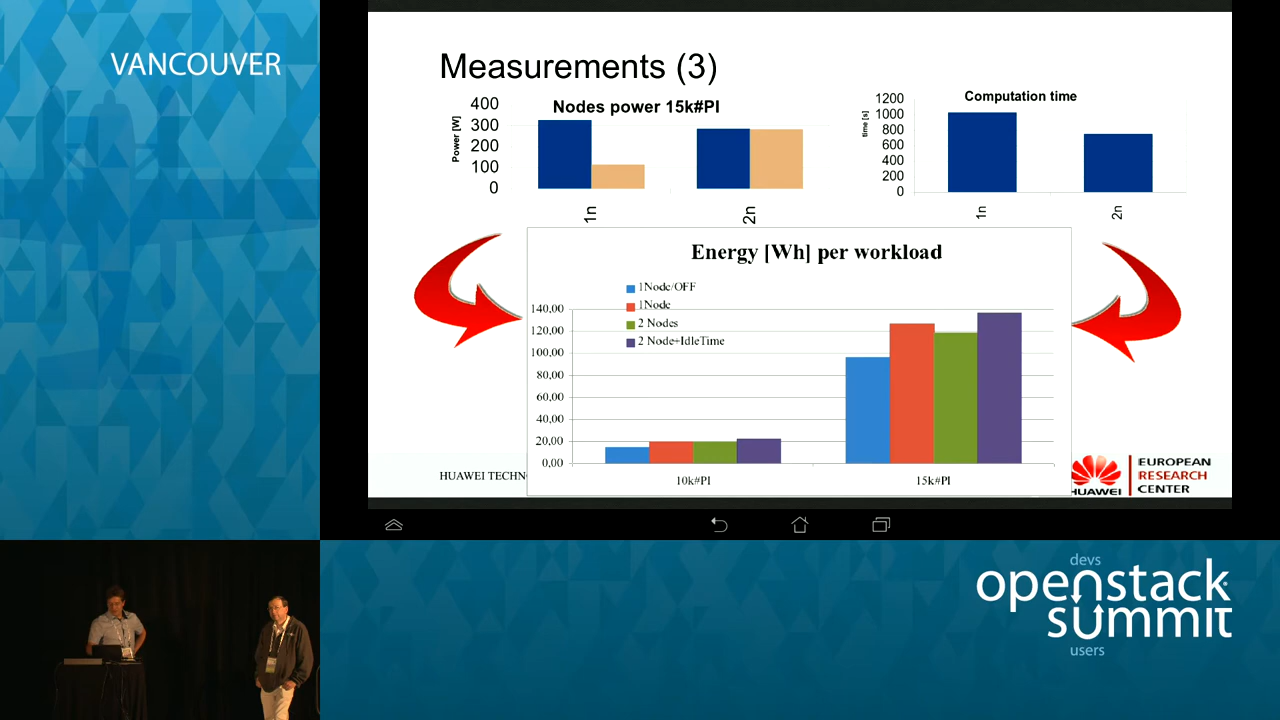 VANCOUVER
Measurements (3)
Nodes power 15k#PI
Power [W]
400
300
200
100
0
1n
2n
Computation time
time [s]
1200
1000
800
600
400
200
0
1n
2n
Energy [Wh] per workload
1Node/OFF
1Node
2 Nodes
2 Node+IdleTime
140,00
120,00
100,00
80,00
60,00
40,00
20,00
0,00
10k#PI
15k#PI
HUAWEI TECHN
HUAWEI
EUROPEAN
RESEARCH
CENTER
devs
openstack
summit
users